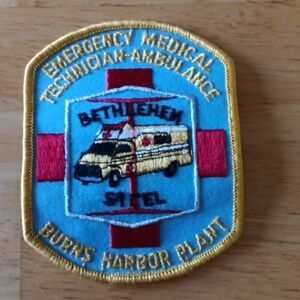 EMERGENCY MEDICAL
TECHNICIAN-AMBULANCE
BETHLEHEM
STEEL
BURNS HARBOR PLANT